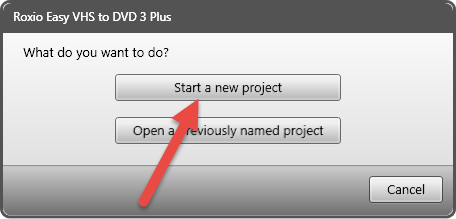 Roxio Easy VHS to DVD 3 Plus
What do you want to do?
Start a new project
Open a previously named project
Cancel